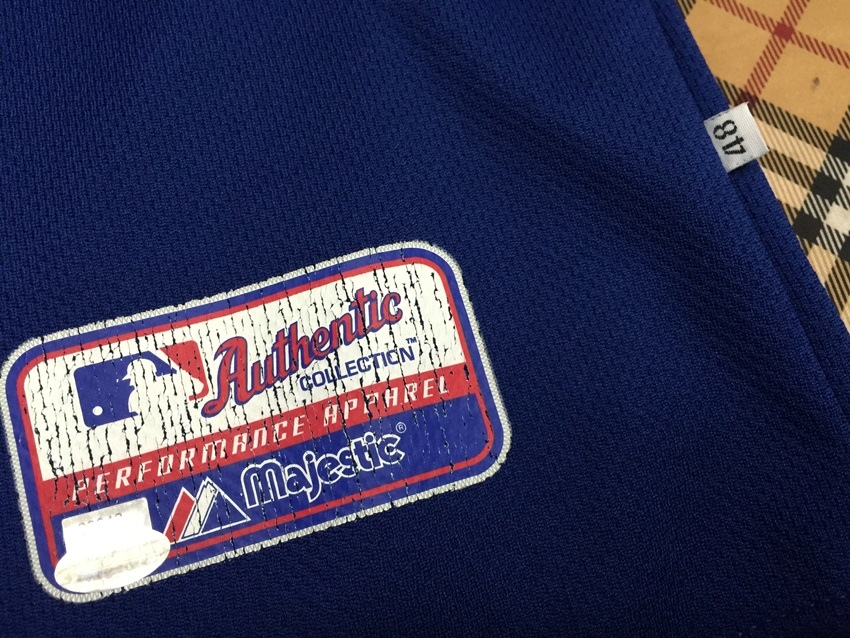 48
Authentic
COLLECTION™
PERFORMANCE APPAREL
Majestic®